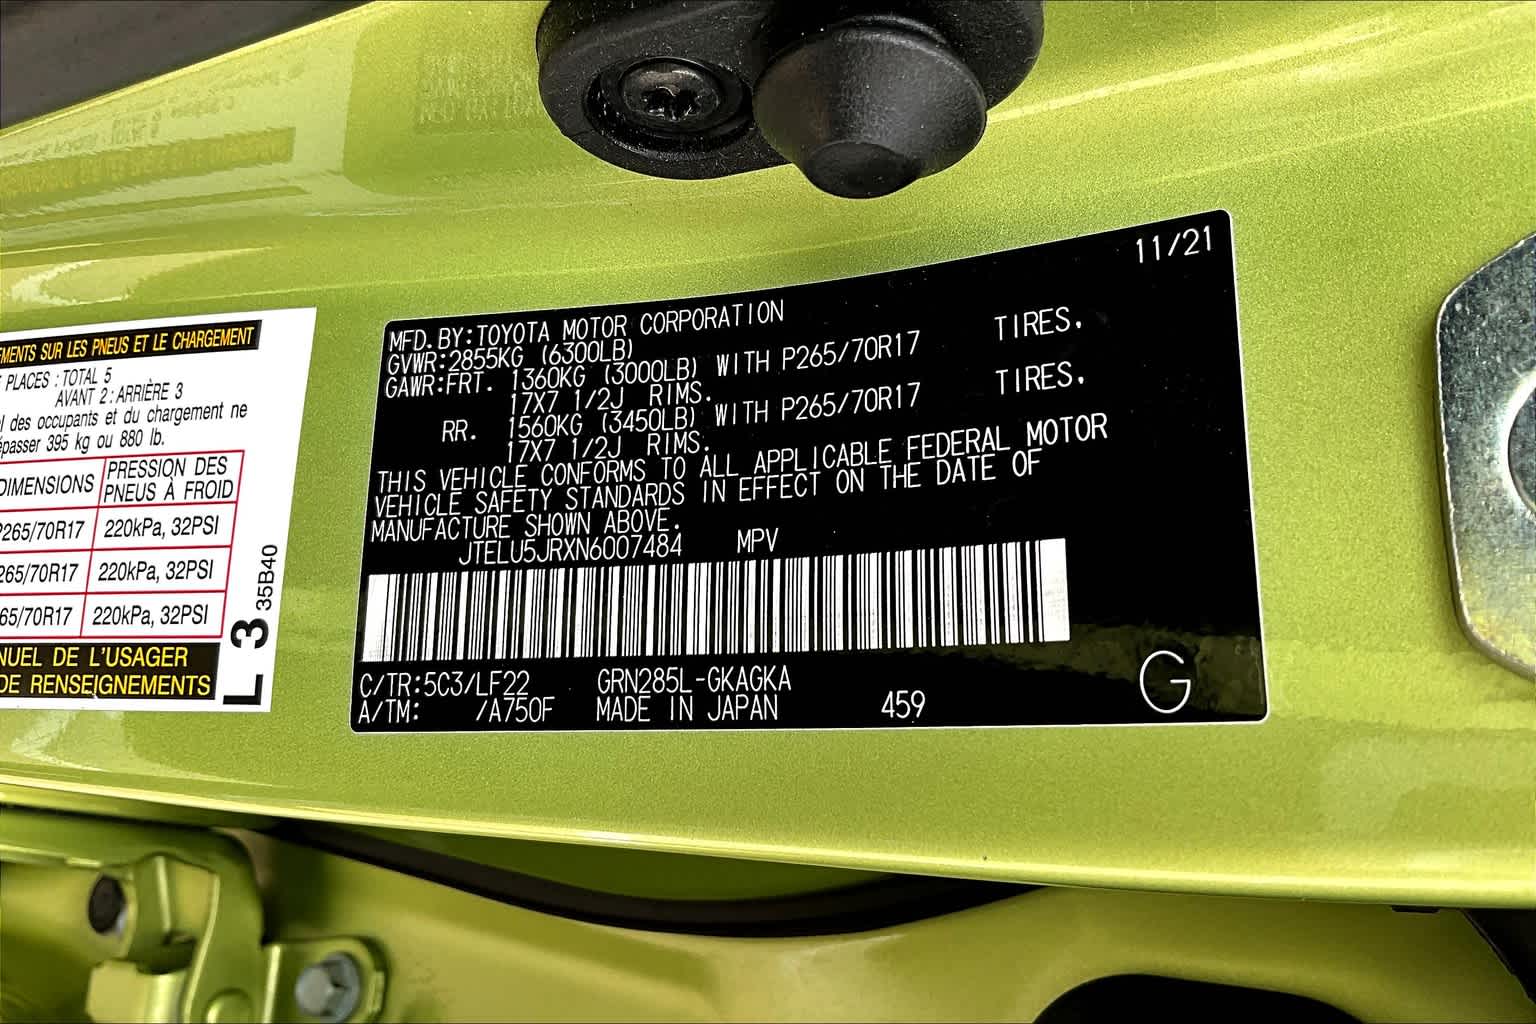 11/21
MFD. BY: TOYOTA MOTOR CORPORATION
GVWR: 2855KG (6300LB)
GAWR: FRT. 1360KG (3000LB) WITH P265/70R17 TIRES.
17X7 1/2J RIMS.
RR. 1560KG (3450LB) WITH P265/70R17 TIRES.
17X7 1/2J RIMS.
THIS VEHICLE CONFORMS TO ALL APPLICABLE FEDERAL MOTOR
VEHICLE SAFETY STANDARDS IN EFFECT ON THE DATE OF
MANUFACTURE SHOWN ABOVE.
JTELU5JRXN6007484 MPV
C/TR: 5C3/LF22 GRN285L-GKAGKA
A/TM: /A750F MADE IN JAPAN 459 G
SUR LES PNEUS ET LE CHARGEMENT
PLACES : TOTAL 5
AVANT 2 : ARRIÈRE 3
des occupants et du chargement ne
395 kg ou 880 lb.
DIMENSIONS PRESSION DES
PNEUS À FROID
P265/70R17 220kPa, 32PSI
265/70R17 220kPa, 32PSI
65/70R17 220kPa, 32PSI
DE L'USAGER
DE RENSEIGNEMENTS
L 3 35B40